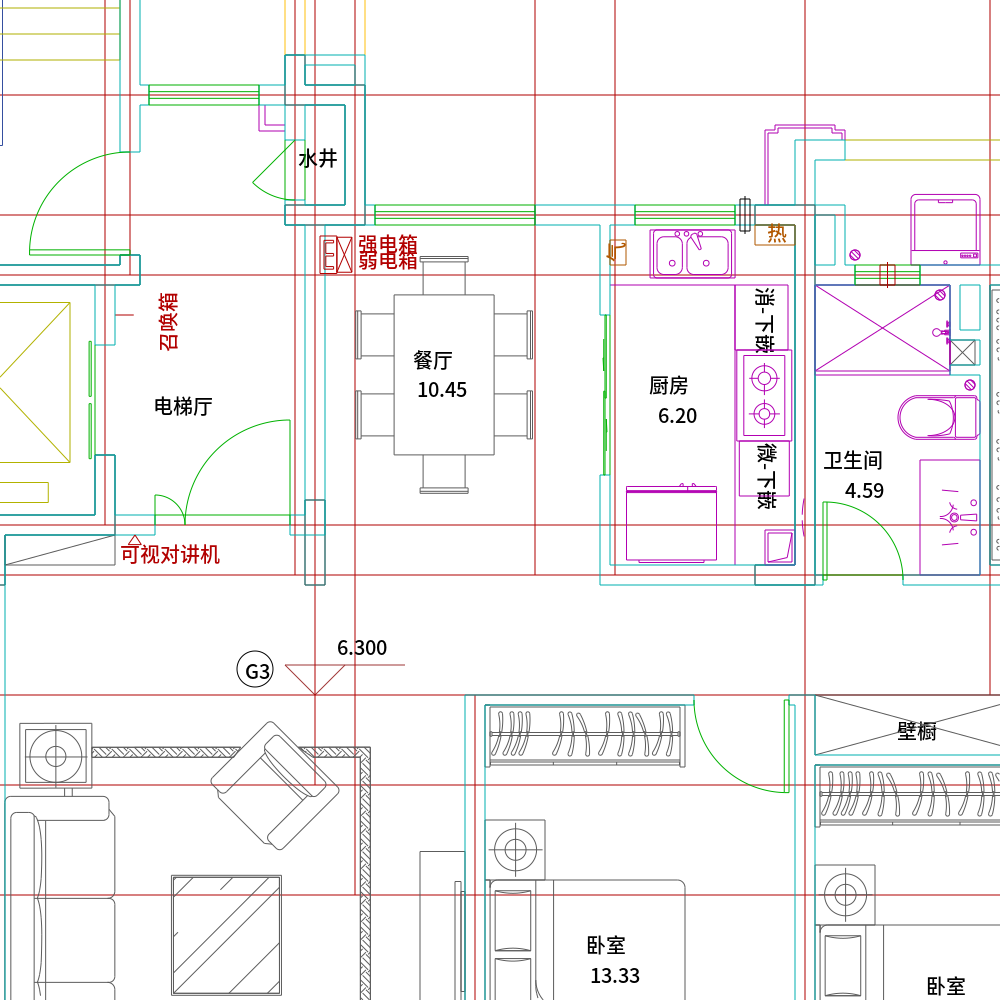 水井
强电箱
弱电箱
热
召唤箱
消-下嵌
餐厅
10.45
厨房
6.20
电梯厅
微-下嵌
卫生间
4.59
可视对讲机
6.300
G3
壁橱
卧室
13.33
卧室